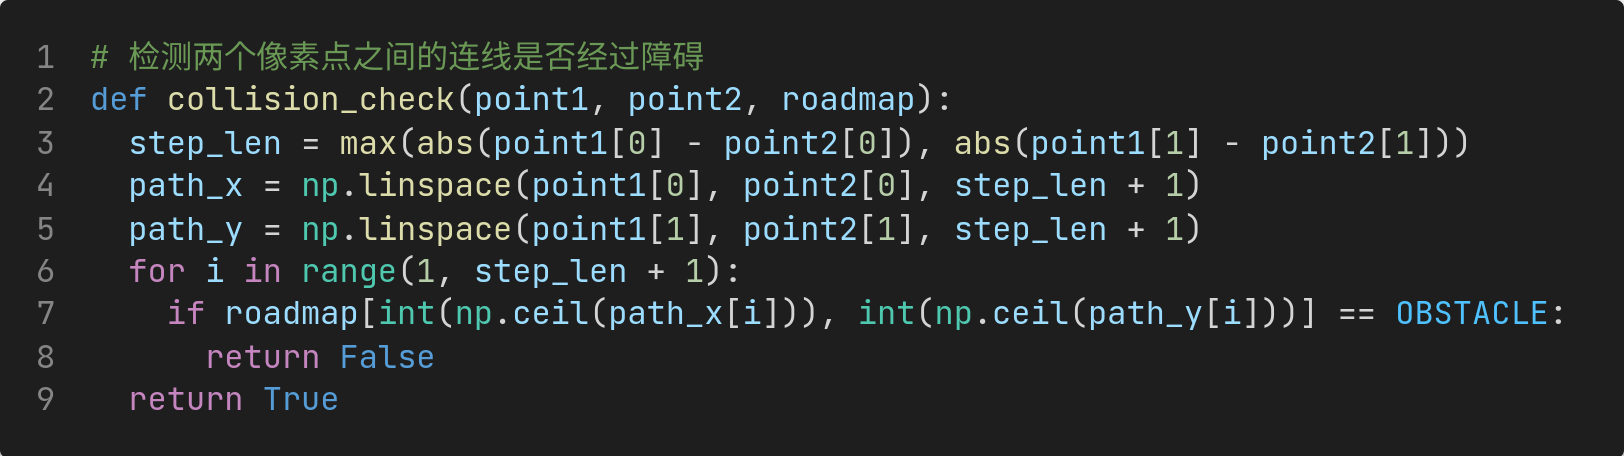 1 # 检测两个像素点之间的连线是否经过障碍
2 def collision_check(point1, point2, roadmap):
3   step_len = max(abs(point1[0] - point2[0]), abs(point1[1] - point2[1]))
4   path_x = np.linspace(point1[0], point2[0], step_len + 1)
5   path_y = np.linspace(point1[1], point2[1], step_len + 1)
6   for i in range(1, step_len + 1):
7     if roadmap[int(np.ceil(path_x[i])), int(np.ceil(path_y[i]))] == OBSTACLE:
8       return False
9   return True